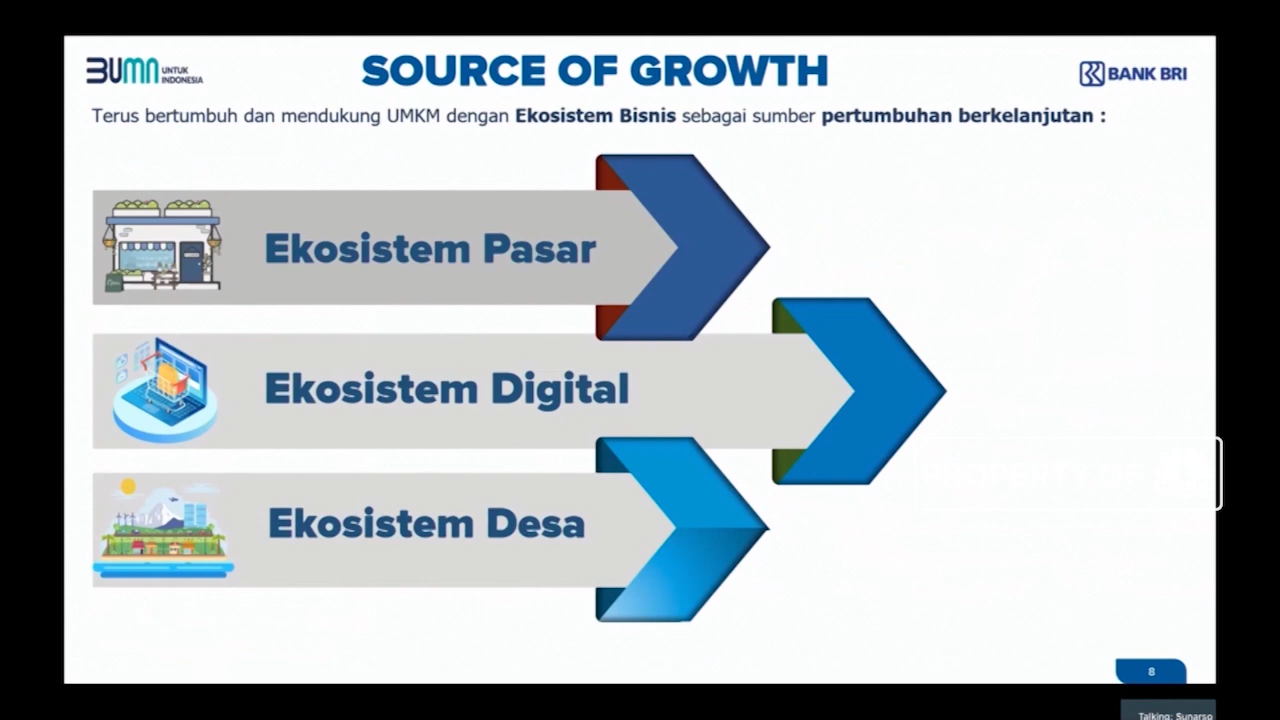 BUMN UNTUK INDONESIA
SOURCE OF GROWTH
BANK BRI
Terus bertumbuh dan mendukung UMKM dengan Ekosistem Bisnis sebagai sumber pertumbuhan berkelanjutan :
Ekosistem Pasar
Ekosistem Digital
Ekosistem Desa
8
Talking: Sunarso